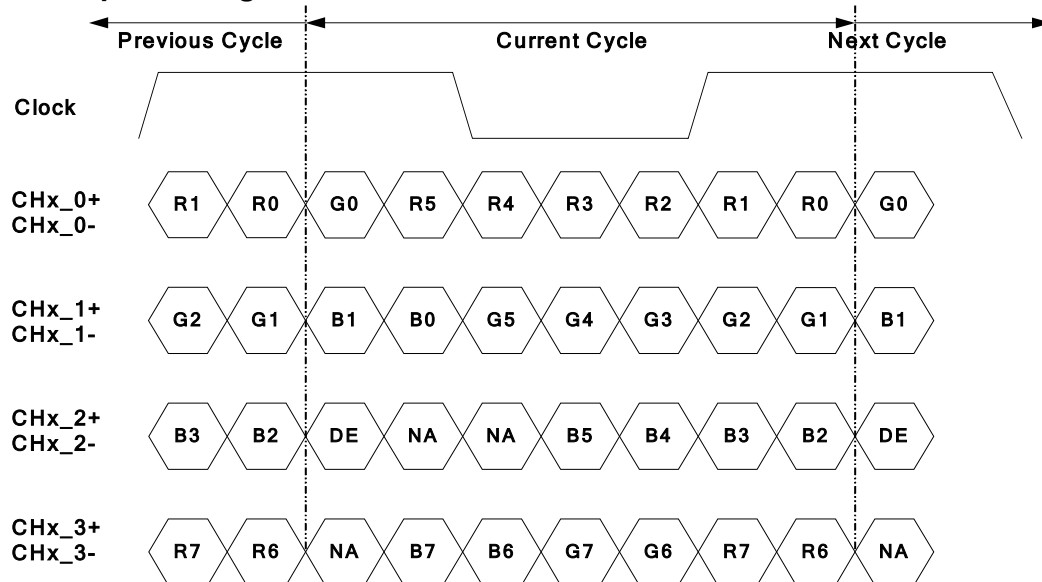 Previous Cycle Current Cycle Next Cycle
Clock
CHx_0+
CHx_0-
R1 R0 G0 R5 R4 R3 R2 R1 R0 G0
CHx_1+
CHx_1-
G2 G1 B1 B0 G5 G4 G3 G2 G1 B1
CHx_2+
CHx_2-
B3 B2 DE NA NA B5 B4 B3 B2 DE
CHx_3+
CHx_3-
R7 R6 NA B7 B6 G7 G6 R7 R6 NA